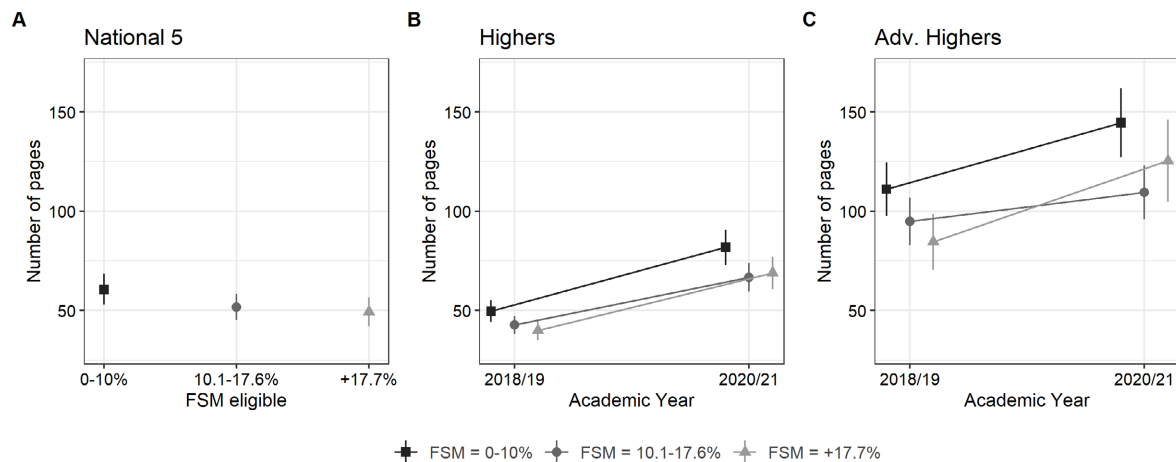 A
National 5
Number of pages
150
100
50
0-10%
10.1-17.6%
+17.7%
FSM eligible
B
Highers
Number of pages
150
100
50
2018/19
2020/21
Academic Year
C
Adv. Highers
Number of pages
150
100
50
2018/19
2020/21
Academic Year
FSM = 0-10%
FSM = 10.1-17.6%
FSM = +17.7%